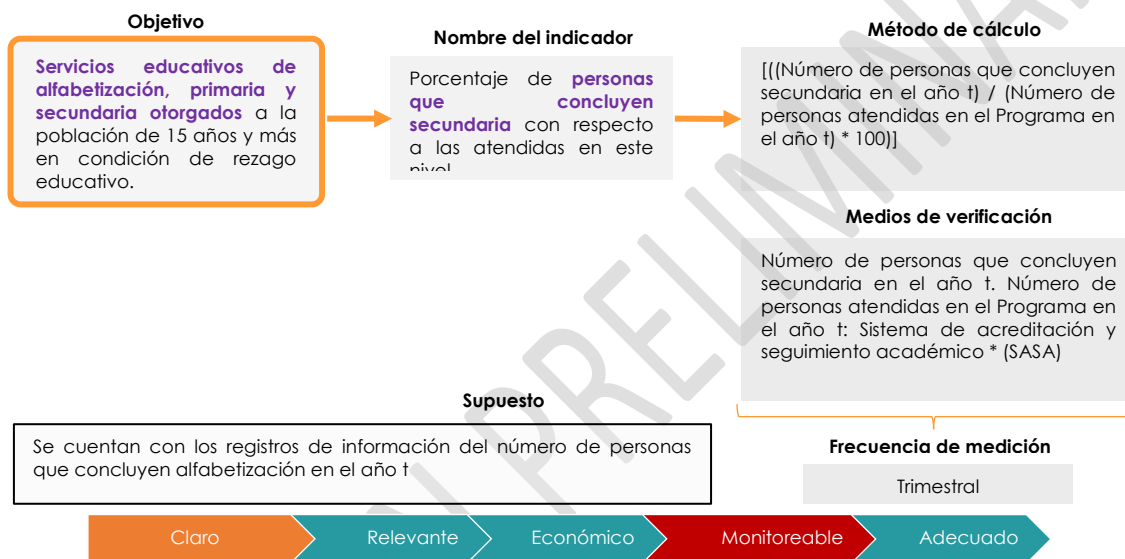 Objetivo
Servicios educativos de
alfabetización, primaria y
secundaria otorgados a la
población de 15 años y más
en condición de rezago
educativo.
Nombre del indicador
Porcentaje de personas
que concluyen
secundaria con respecto
a las atendidas en este
nivel
Método de cálculo
[((Número de personas que concluyen
secundaria en el año t) / (Número de
personas atendidas en el Programa en
el año t) * 100)]
Medios de verificación
Número de personas que concluyen
secundaria en el año t. Número de
personas atendidas en el Programa en
el año t: Sistema de acreditación y
seguimiento académico * (SASA)
Supuesto
Se cuentan con los registros de información del número de personas
que concluyen alfabetización en el año t
Frecuencia de medición
Trimestral
Claro
Relevante
Económico
Monitoreable
Adecuado